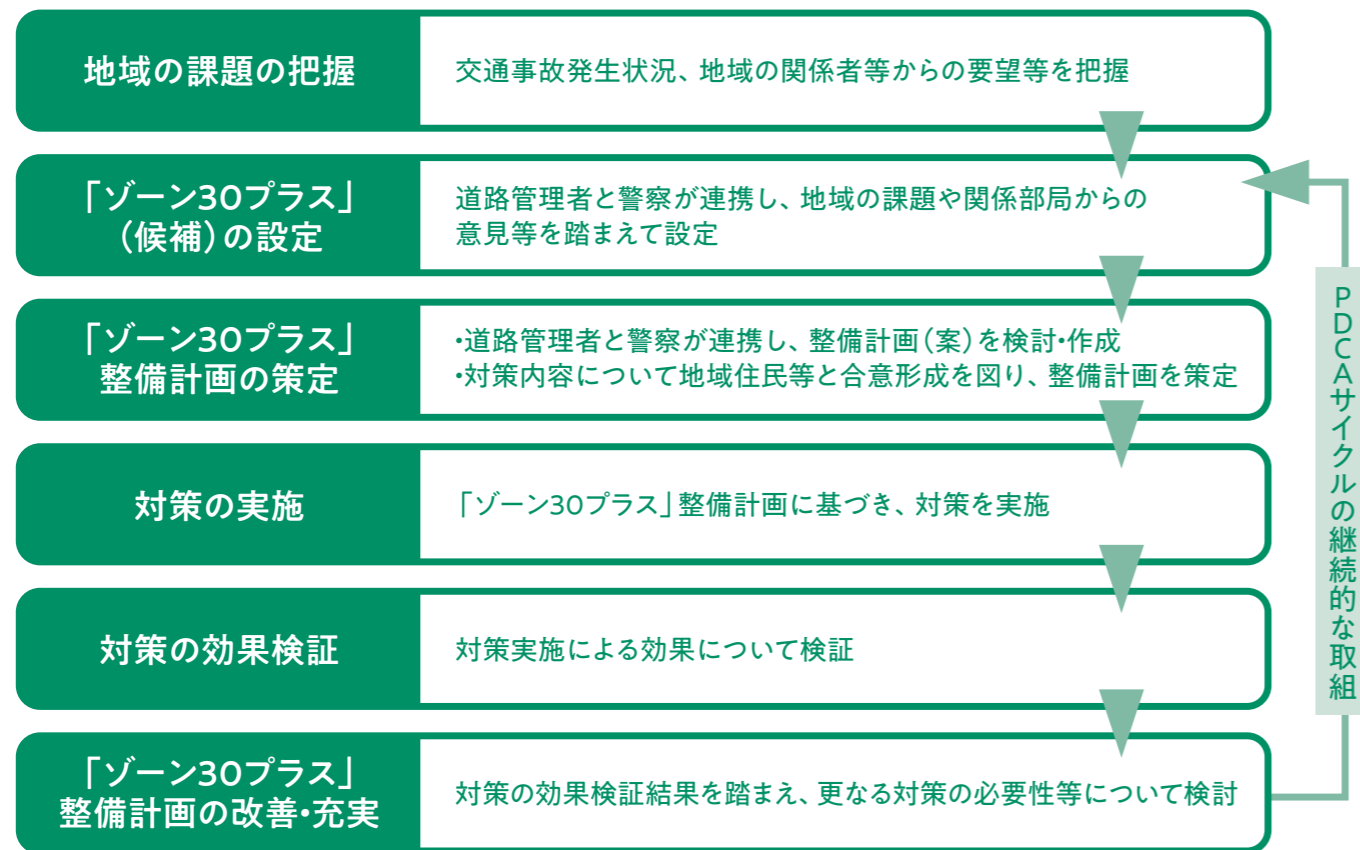 地域の課題の把握
交通事故発生状況、地域の関係者等からの要望等を把握
「ゾーン30プラス」
（候補）の設定
道路管理者と警察が連携し、地域の課題や関係部局からの
意見等を踏まえて設定
「ゾーン30プラス」
整備計画の策定
・道路管理者と警察が連携し、整備計画（案）を検討・作成
・対策内容について地域住民等と合意形成を図り、整備計画を策定
対策の実施
「ゾーン30プラス」整備計画に基づき、対策を実施
対策の効果検証
対策実施による効果について検証
「ゾーン30プラス」
整備計画の改善・充実
対策の効果検証結果を踏まえ、更なる対策の必要性等について検討
PDCAサイクルの継続的な取組